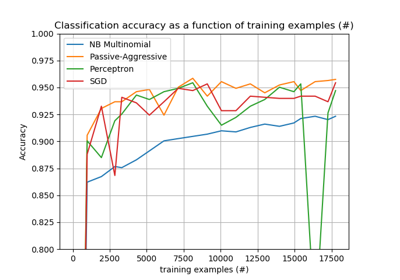 Classification accuracy as a function of training examples (#)
1.000
NB Multinomial
Passive-Aggressive
0.975
Perceptron
SGD
0.950
0.925
Accuracy
0.900
0.875
0.850
0.825
0.800
0 2500 5000 7500 10000 12500 15000 17500
training examples (#)